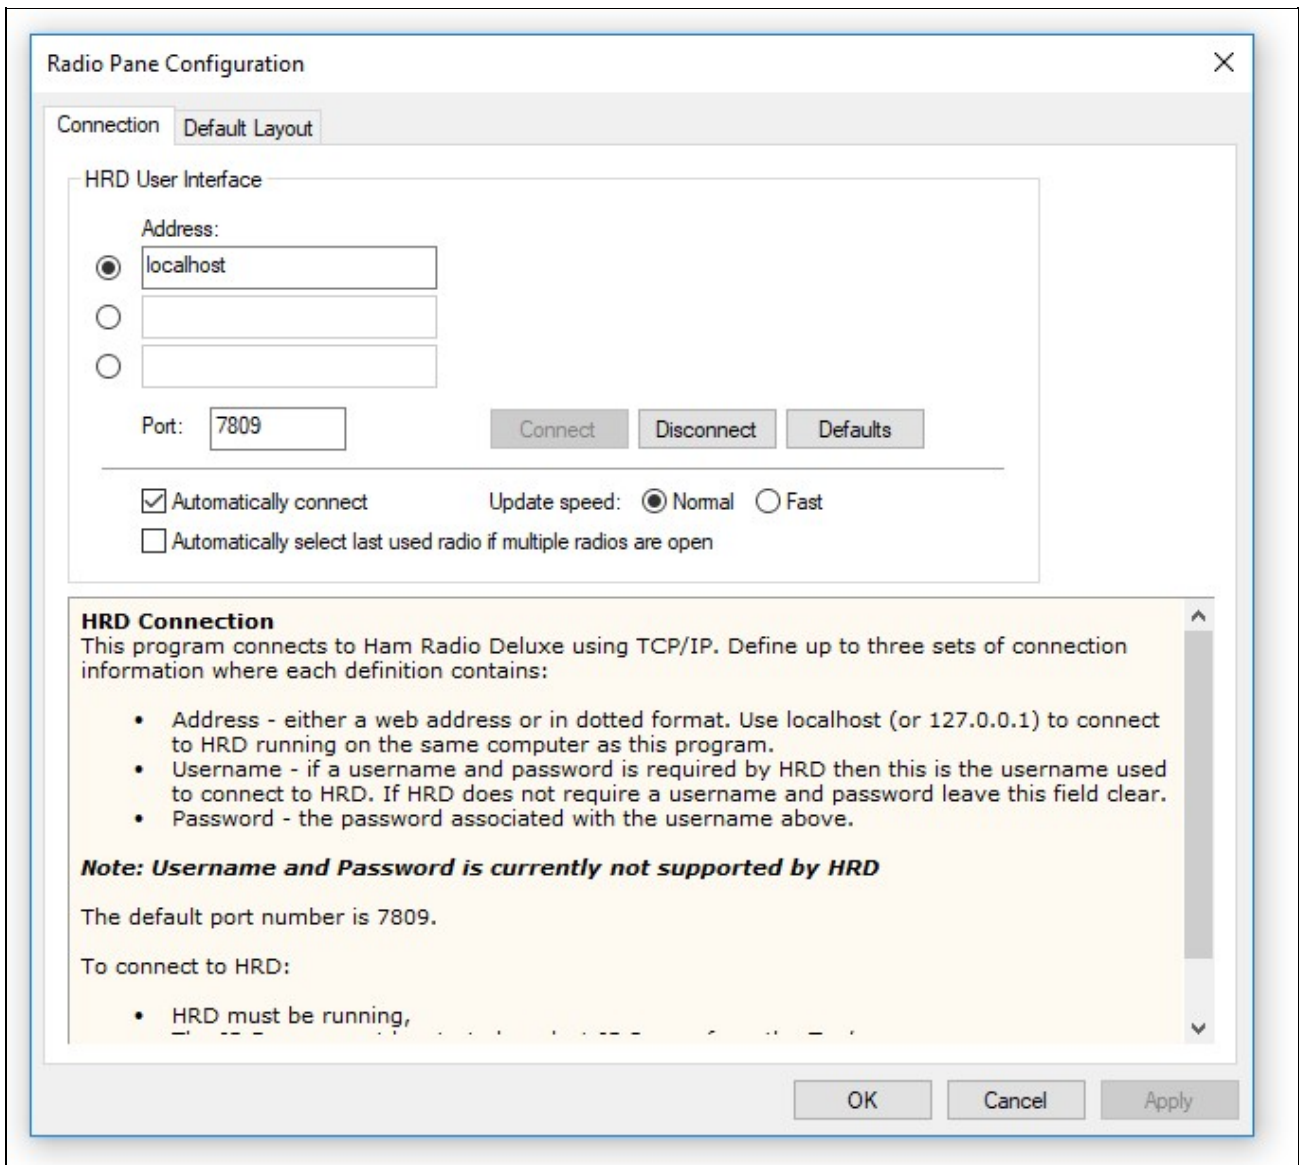 Radio Pane Configuration
Connection
Default Layout
HRD User Interface
Address:
localhost
Port:
7809
Connect
Disconnect
Defaults
Automatically connect
Update speed:
Normal
Fast
Automatically select last used radio if multiple radios are open
HRD Connection
This program connects to Ham Radio Deluxe using TCP/IP. Define up to three sets of connection
information where each definition contains:
• Address - either a web address or in dotted format. Use localhost (or 127.0.0.1) to connect
to HRD running on the same computer as this program.
• Username - if a username and password is required by HRD then this is the username used
to connect to HRD. If HRD does not require a username and password leave this field clear.
• Password - the password associated with the username above.
Note: Username and Password is currently not supported by HRD
The default port number is 7809.
To connect to HRD:
• HRD must be running,
OK
Cancel
Apply